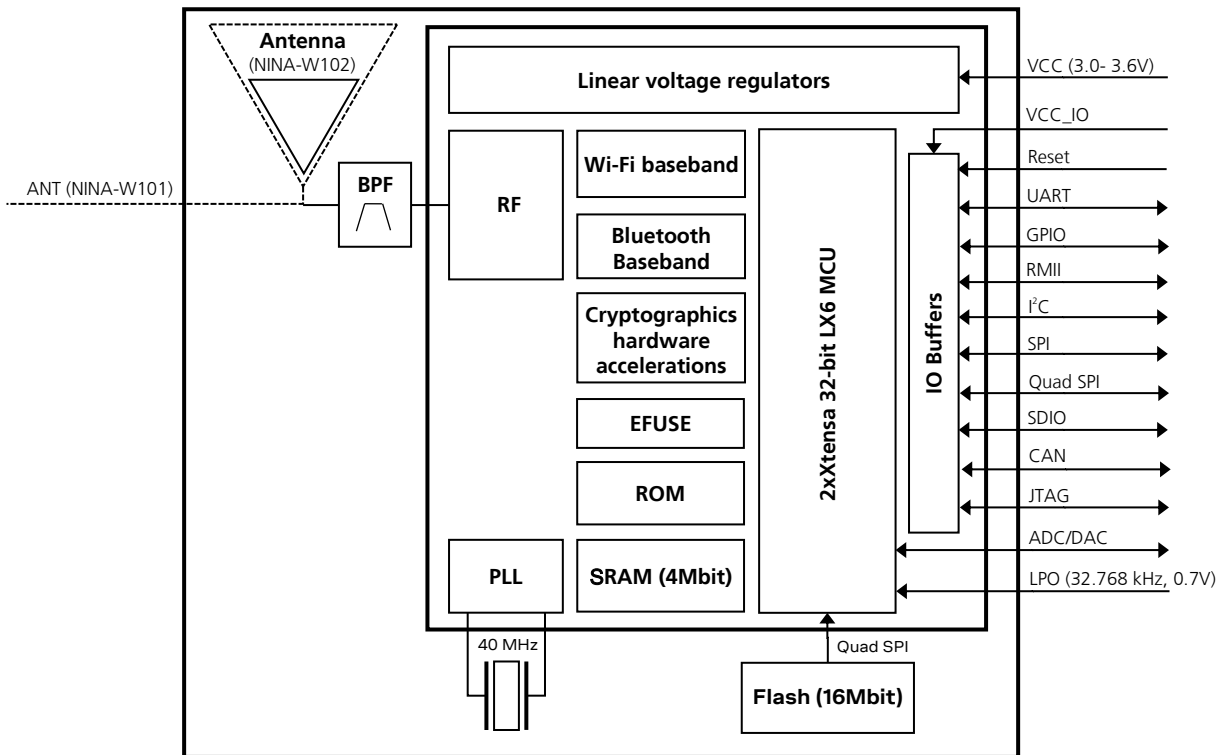 Antenna
(NINA-W102)
Linear voltage regulators
VCC (3.0- 3.6V)
VCC_IO
ANT (NINA-W101)
BPF
RF
Wi-Fi baseband
Bluetooth
Baseband
Cryptographics
hardware
accelerations
EFUSE
ROM
PLL
SRAM (4Mbit)
2xXtensa 32-bit LX6 MCU
IO Buffers
Reset
UART
GPIO
RMII
I²C
SPI
Quad SPI
SDIO
CAN
JTAG
ADC/DAC
LPO (32.768 kHz, 0.7V)
40 MHz
Quad SPI
Flash (16Mbit)